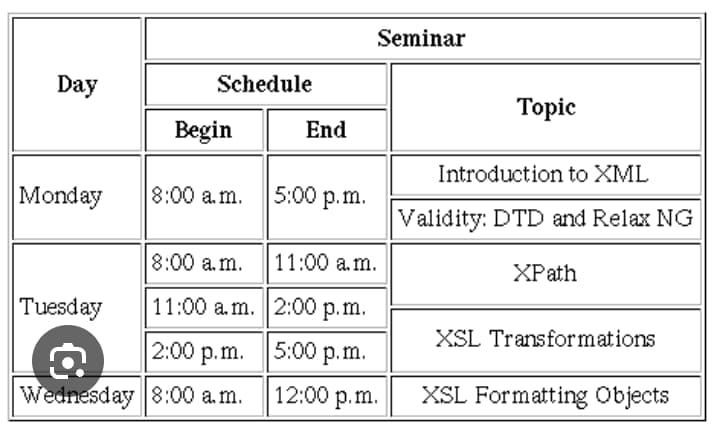 Seminar
Day
Schedule
Topic
Begin End
Monday 8:00 a.m. 5:00 p.m. Introduction to XML
Validity: DTD and Relax NG
Tuesday 8:00 a.m. 11:00 a.m. XPath
11:00 a.m. 2:00 p.m.
XSL Transformations
2:00 p.m. 5:00 p.m.
Wednesday 8:00 a.m. 12:00 p.m. XSL Formatting Objects